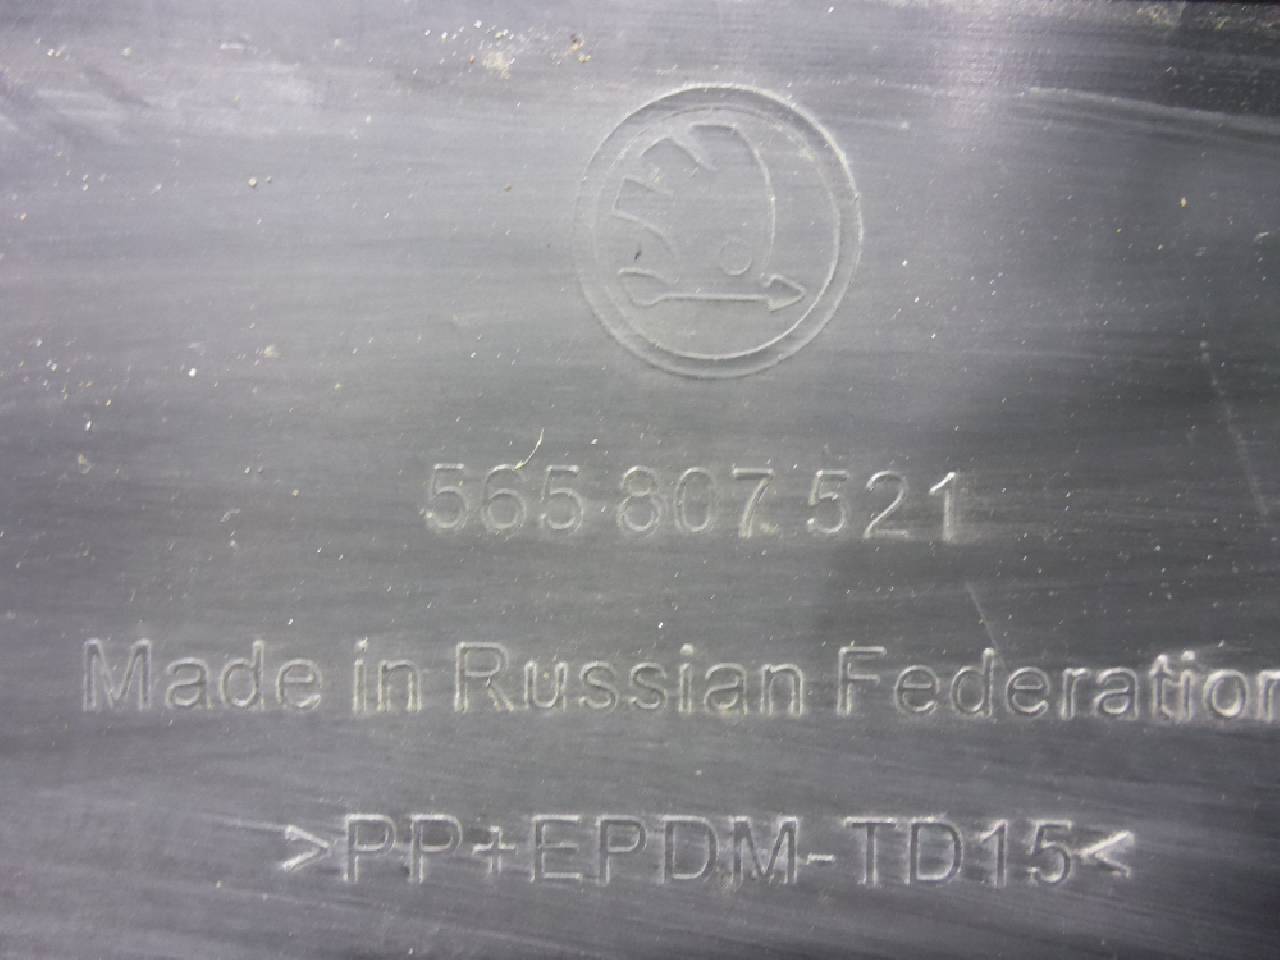 565 807 521
Made in Russian Federation
>PP+EPDM-TD15<